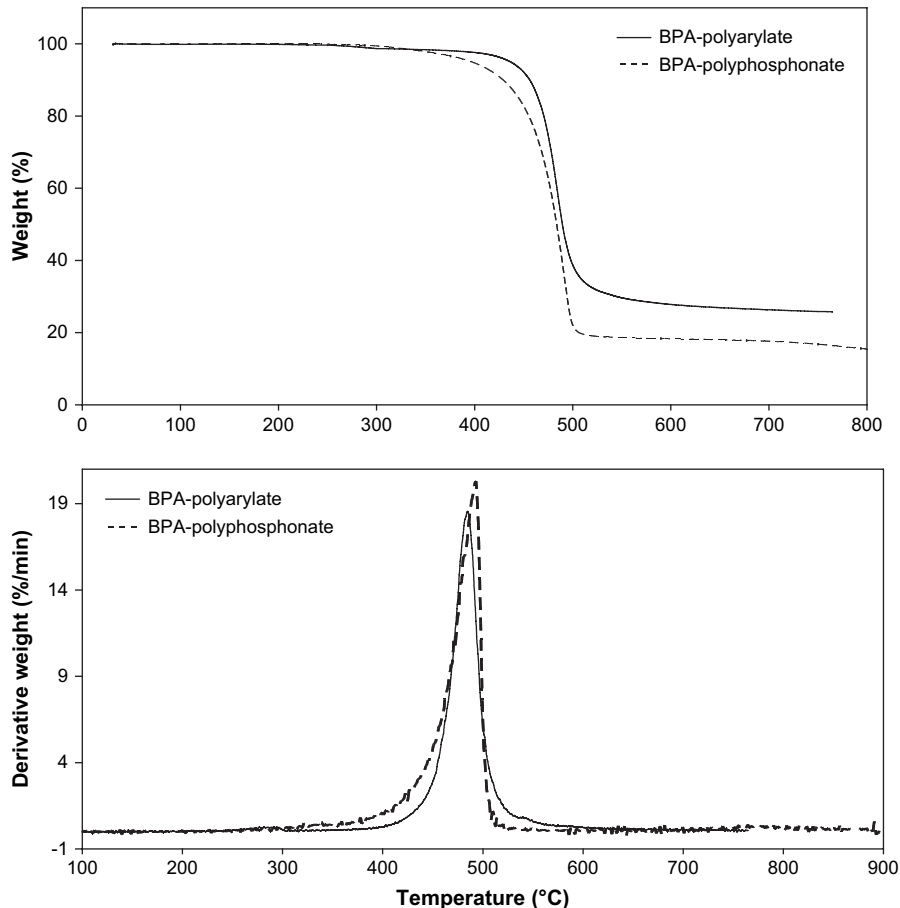 BPA-polyarylate
BPA-polyphosphonate
Weight (%)
100
80
60
40
20
0
0 100 200 300 400 500 600 700 800
BPA-polyarylate
BPA-polyphosphonate
Derivative weight (%/min)
19
14
9
4
-1
100 200 300 400 500 600 700 800 900
Temperature (°C)